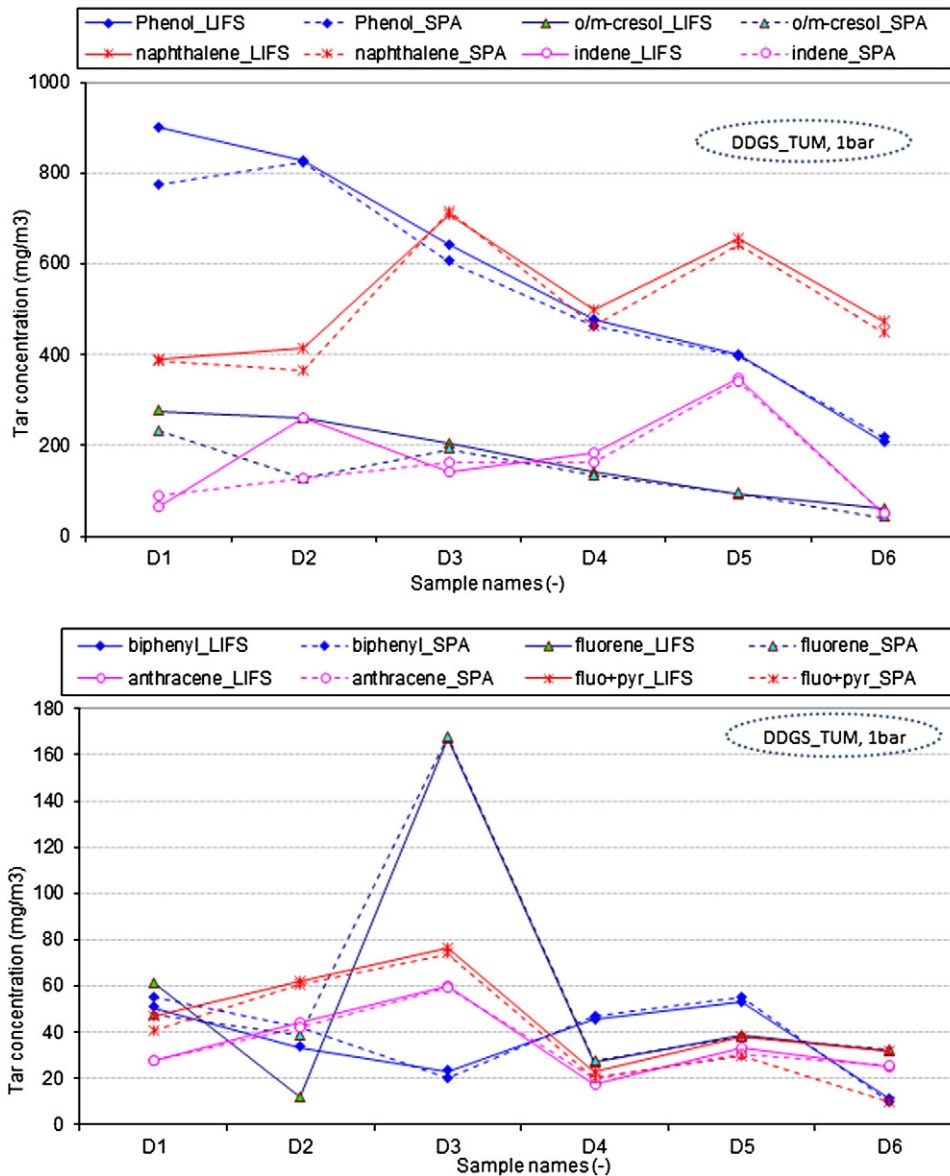 Phenol_LIFS Phenol_SPA o/m-cresol_LIFS o/m-cresol_SPA
naphthalene_LIFS naphthalene_SPA indene_LIFS indene_SPA
1000
800
600
400
200
0
Tar concentration (mg/m3)
DDGS_TUM, 1bar
D1 D2 D3 D4 D5 D6
Sample names (-)
biphenyl_LIFS biphenyl_SPA fluorene_LIFS fluorene_SPA
anthracene_LIFS anthracene_SPA fluo+pyr_LIFS fluo+pyr_SPA
180
160
140
120
100
80
60
40
20
0
Tar concentration (mg/m3)
DDGS_TUM, 1bar
D1 D2 D3 D4 D5 D6
Sample names (-)